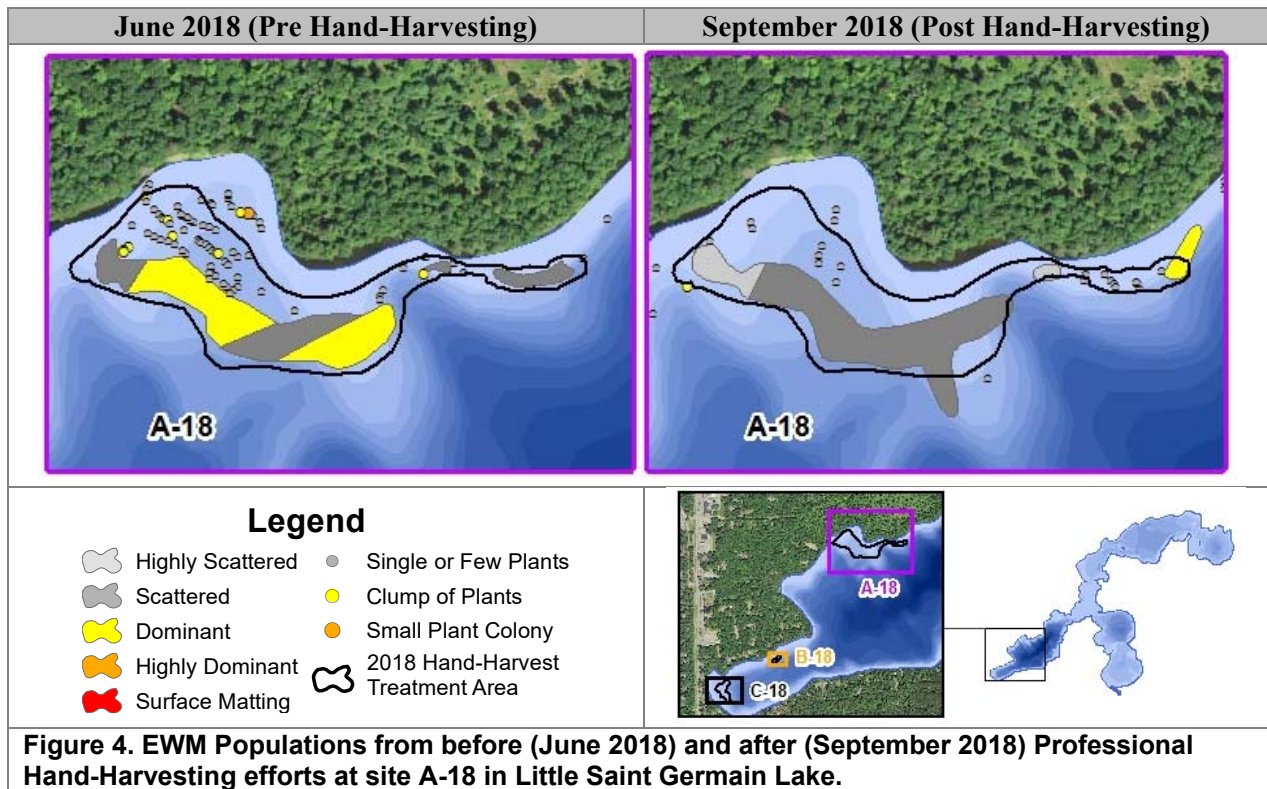 June 2018 (Pre Hand-Harvesting)
September 2018 (Post Hand-Harvesting)
A-18
A-18
Legend
Highly Scattered
Scattered
Dominant
Highly Dominant
Surface Matting
Single or Few Plants
Clump of Plants
Small Plant Colony
2018 Hand-Harvest
Treatment Area
A-18
B-18
C-18
Figure 4. EWM Populations from before (June 2018) and after (September 2018) Professional
Hand-Harvesting efforts at site A-18 in Little Saint Germain Lake.